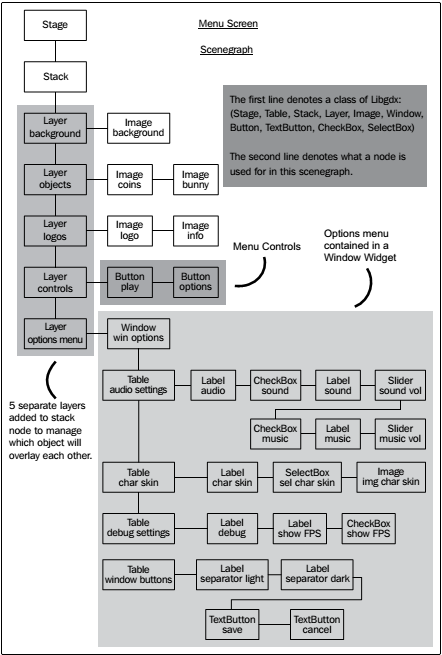 Menu Screen
Scenegraph
Stage
Stack
The first line denotes a class of Libgdx:
(Stage, Table, Stack, Layer, Image, Window,
Button, TextButton, CheckBox, SelectBox)
The second line denotes what a node is
used for in this scenegraph.
Layer
background
Image
background
Layer
objects
Image
coins
Image
bunny
Layer
logos
Image
logo
Image
info
Layer
controls
Button
play
Button
options
Menu Controls
Options menu
contained in a
Window Widget
Layer
options menu
Window
win options
5 separate layers
added to stack
node to manage
which object will
overlay each other.
Table
audio settings
Label
audio
CheckBox
sound
Label
sound
Slider
sound vol
CheckBox
music
Label
music
Slider
music vol
Table
char skin
Label
char skin
SelectBox
sel char skin
Image
img char skin
Table
debug settings
Label
debug
Label
show FPS
CheckBox
show FPS
Table
window buttons
Label
separator light
Label
separator dark
TextButton
save
TextButton
cancel